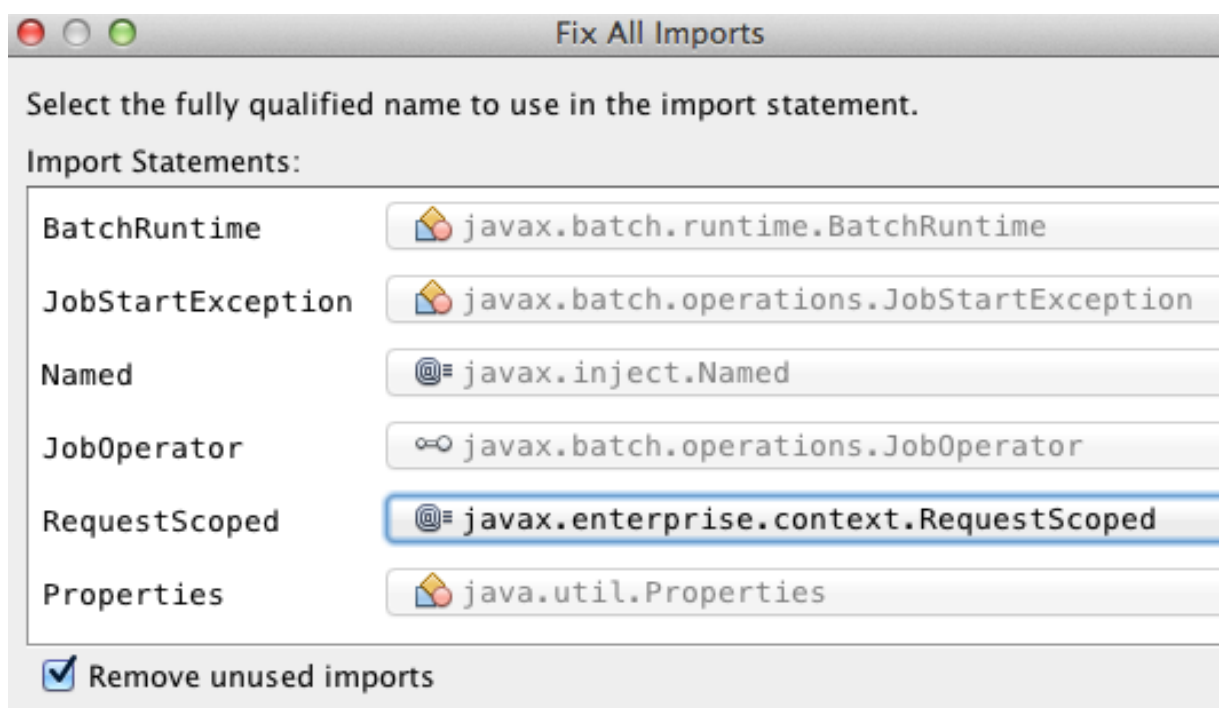 Fix All Imports
Select the fully qualified name to use in the import statement.
Import Statements:
BatchRuntime javax.batch.runtime.BatchRuntime
JobStartException javax.batch.operations.JobStartException
Named javax.inject.Named
JobOperator javax.batch.operations.JobOperator
RequestScoped javax.enterprise.context.RequestScoped
Properties java.util.Properties
Remove unused imports